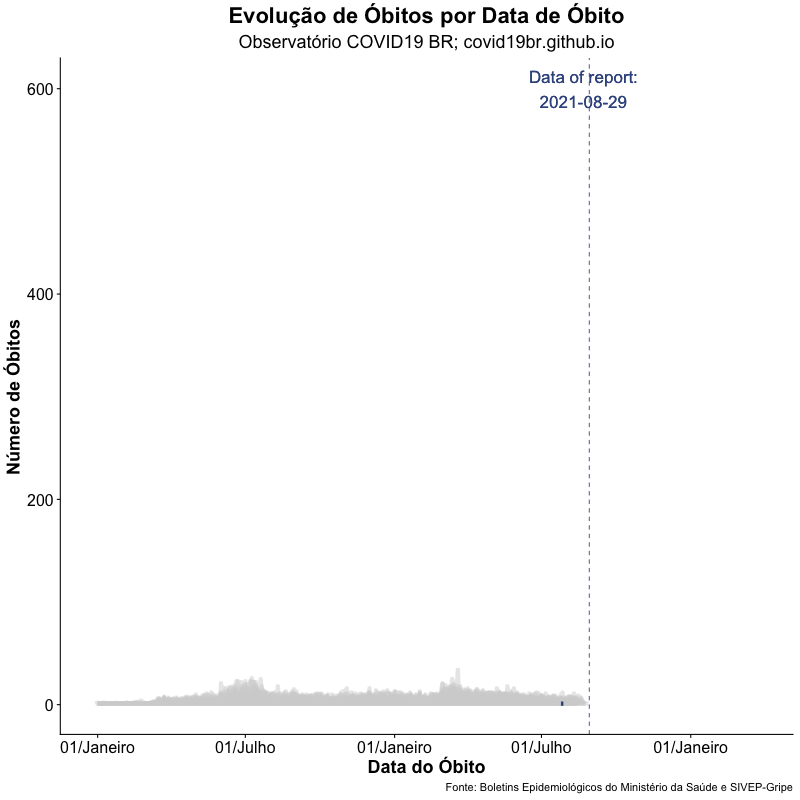 Evolução de Óbitos por Data de Óbito
Observatório COVID19 BR; covid19br.github.io
Data of report:
2021-08-29
600
400
200
0
Número de Óbitos
01/Janeiro 01/Julho 01/Janeiro 01/Julho 01/Janeiro
Data do Óbito
Fonte: Boletins Epidemiológicos do Ministério da Saúde e SIVEP-Gripe